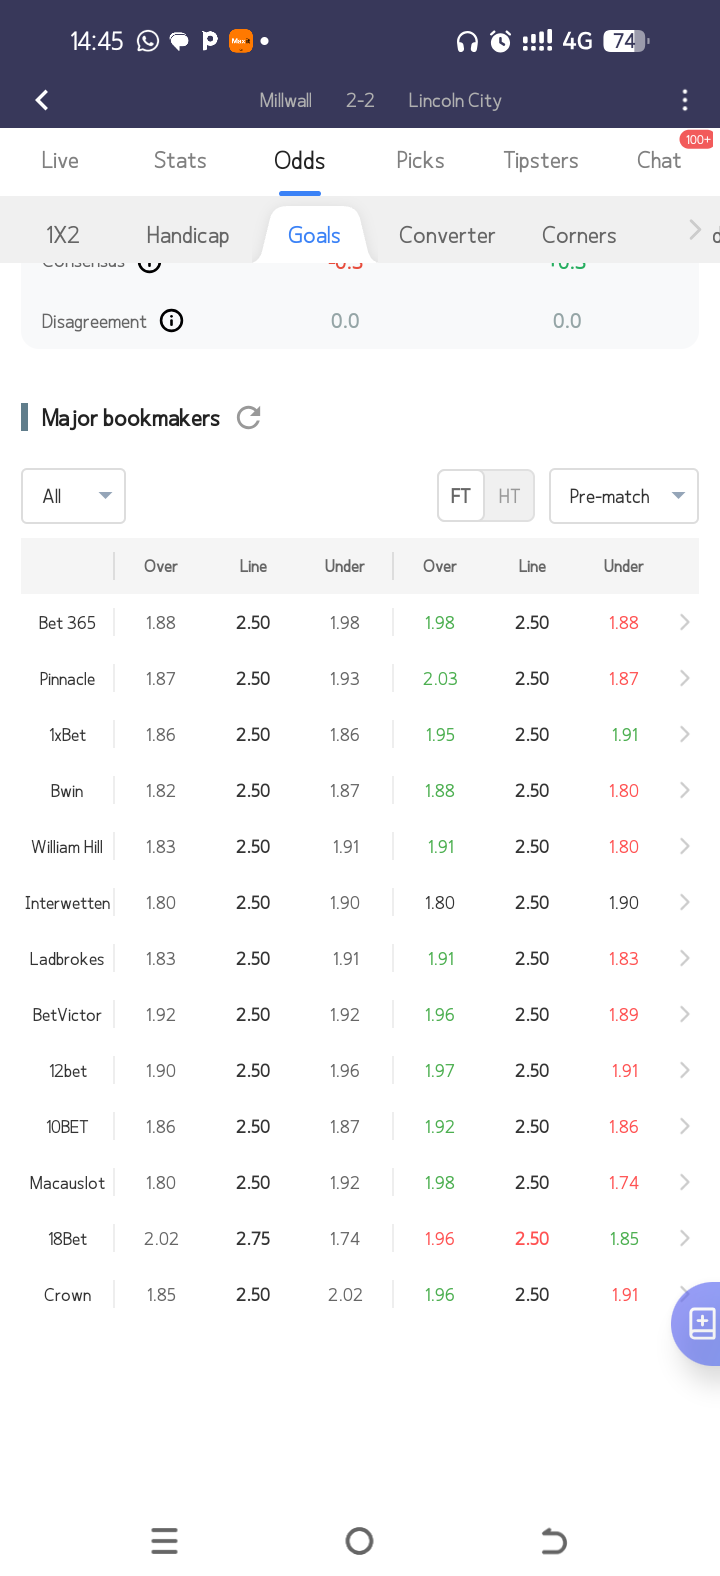 14:45 4G 74
Millwall 2-2 Lincoln City
100+
Live Stats Odds Picks Tipsters Chat
1X2 Handicap Goals Converter Corners
Consensus -0.5 +0.5
Disagreement 0.0 0.0
Major bookmakers
All FT HT Pre-match
Over Line Under Over Line Under
Bet 365 1.88 2.50 1.98 1.98 2.50 1.88
Pinnacle 1.87 2.50 1.93 2.03 2.50 1.87
1xBet 1.86 2.50 1.86 1.95 2.50 1.91
Bwin 1.82 2.50 1.87 1.88 2.50 1.80
William Hill 1.83 2.50 1.91 1.91 2.50 1.80
Interwetten 1.80 2.50 1.90 1.80 2.50 1.90
Ladbrokes 1.83 2.50 1.91 1.91 2.50 1.83
BetVictor 1.92 2.50 1.92 1.96 2.50 1.89
12bet 1.90 2.50 1.96 1.97 2.50 1.91
10BET 1.86 2.50 1.87 1.92 2.50 1.86
Macauslot 1.80 2.50 1.92 1.98 2.50 1.74
18Bet 2.02 2.75 1.74 1.96 2.50 1.85
Crown 1.85 2.50 2.02 1.96 2.50 1.91